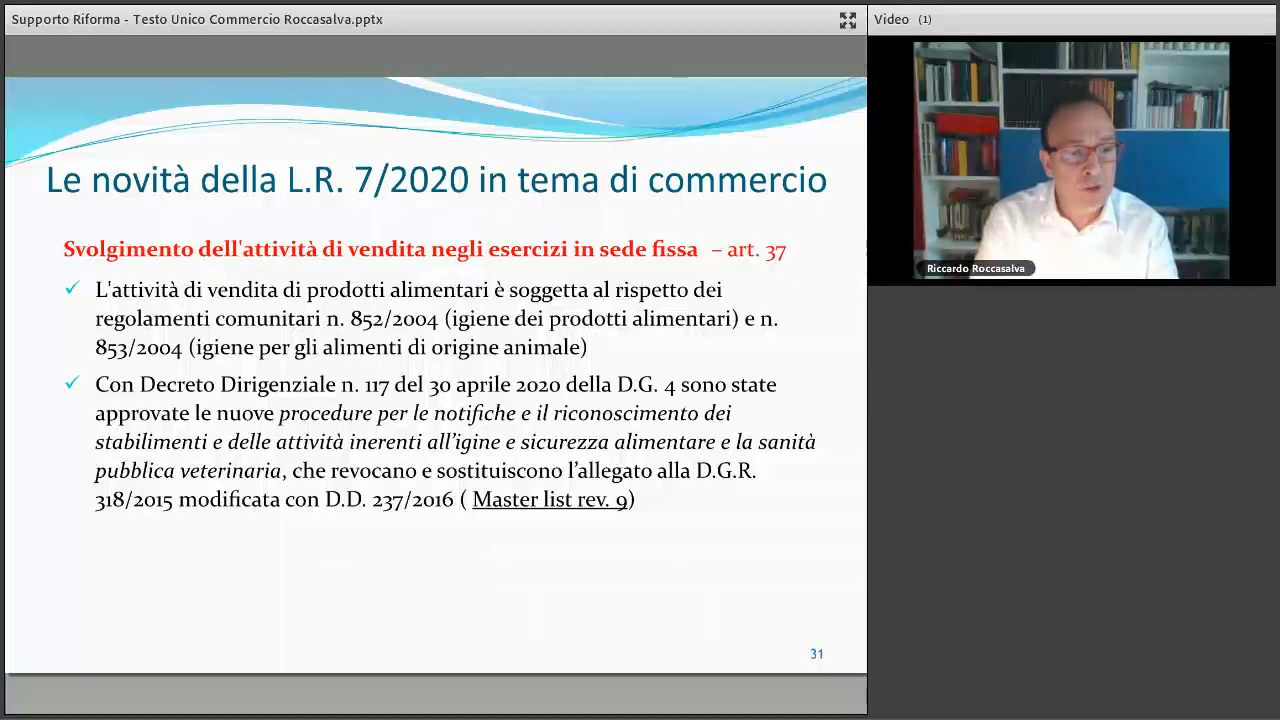 Supporto Riforma - Testo Unico Commercio Roccasalva.pptx
Video (1)
Riccardo Roccasalva
Le novità della L.R. 7/2020 in tema di commercio
Svolgimento dell'attività di vendita negli esercizi in sede fissa – art. 37
✓ L'attività di vendita di prodotti alimentari è soggetta al rispetto dei
regolamenti comunitari n. 852/2004 (igiene dei prodotti alimentari) e n.
853/2004 (igiene per gli alimenti di origine animale)
✓ Con Decreto Dirigenziale n. 117 del 30 aprile 2020 della D.G. 4 sono state
approvate le nuove procedure per le notifiche e il riconoscimento dei
stabilimenti e delle attività inerenti all’igine e sicurezza alimentare e la sanità
pubblica veterinaria, che revocano e sostituiscono l’allegato alla D.G.R.
318/2015 modificata con D.D. 237/2016 ( Master list rev. 9)
31